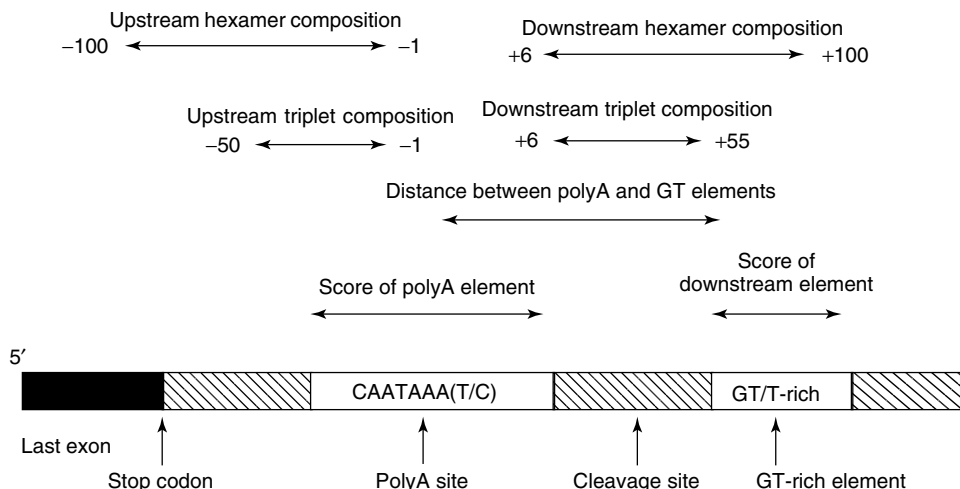 Upstream hexamer composition
−100 −1
Downstream hexamer composition
+6 +100
Upstream triplet composition
−50 −1
Downstream triplet composition
+6 +55
Distance between polyA and GT elements
Score of polyA element
Score of
downstream element
5′
CAATAAA(T/C)
GT/T-rich
Last exon
Stop codon
PolyA site
Cleavage site
GT-rich element